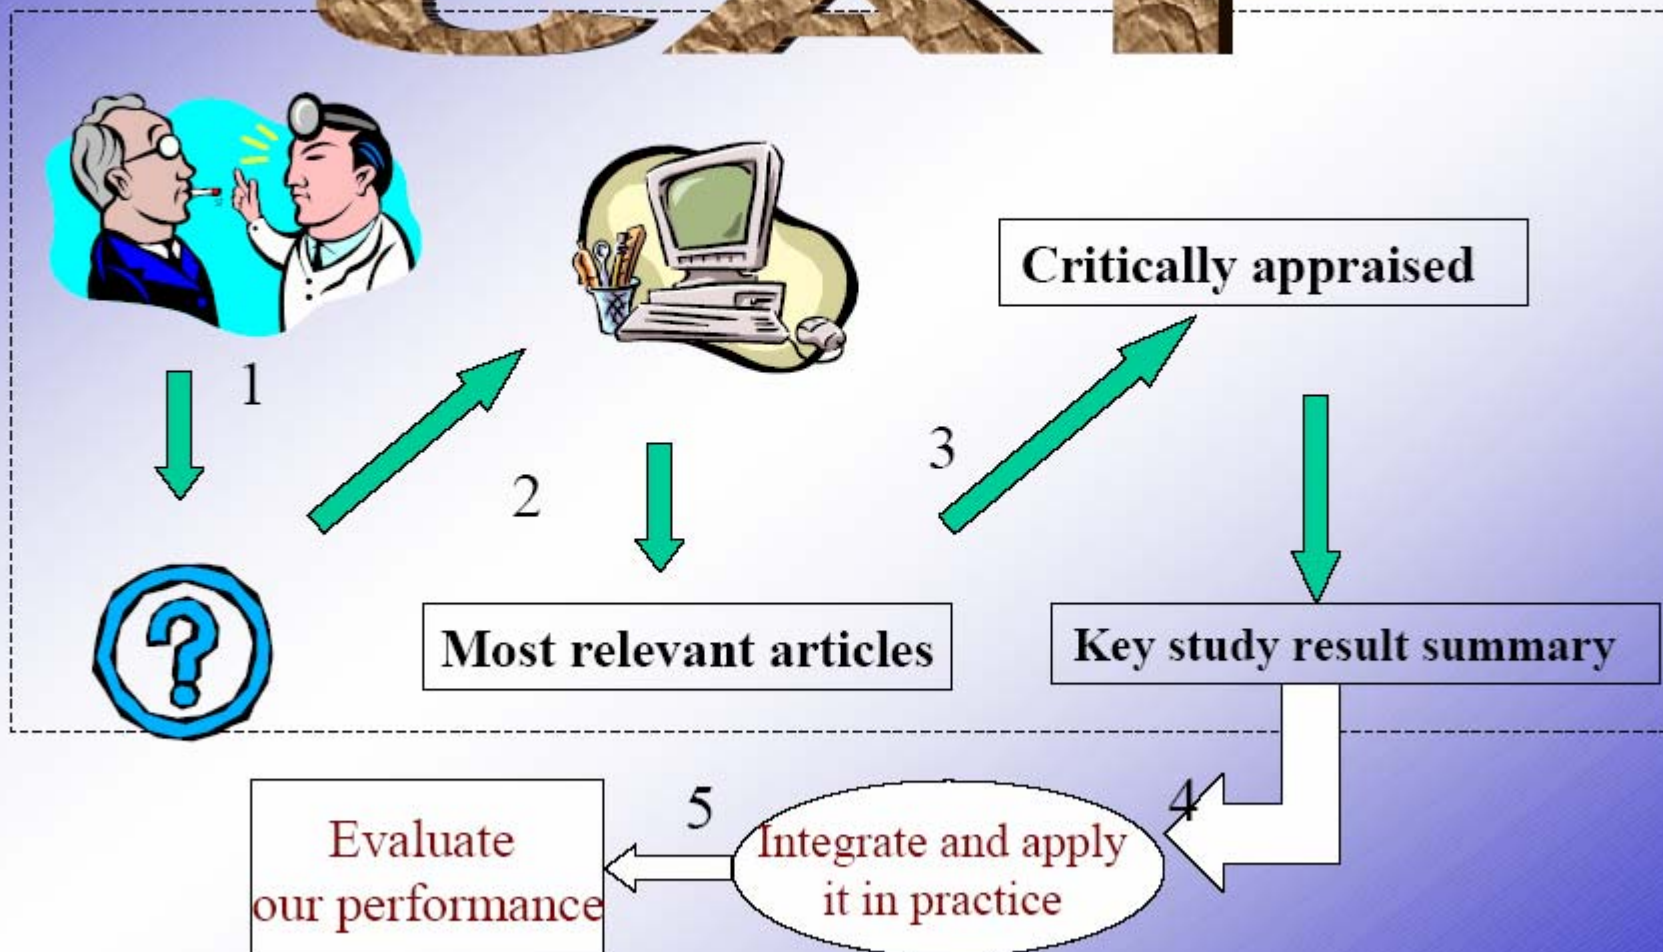 CAT
1
2
3
Critically appraised
Most relevant articles
Key study result summary
4
5
Integrate and apply
it in practice
Evaluate
our performance